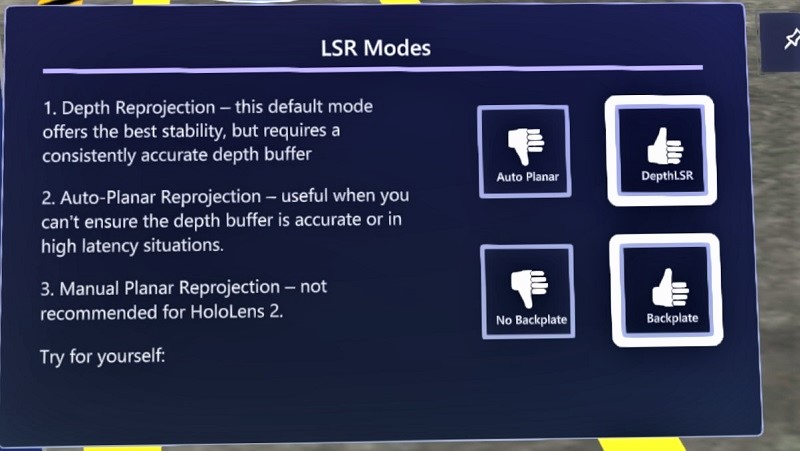 LSR Modes
1. Depth Reprojection – this default mode
offers the best stability, but requires a
consistently accurate depth buffer
2. Auto-Planar Reprojection – useful when you
can't ensure the depth buffer is accurate or in
high latency situations.
3. Manual Planar Reprojection – not
recommended for HoloLens 2.
Try for yourself:
Auto Planar
DepthLSR
No Backplate
Backplate